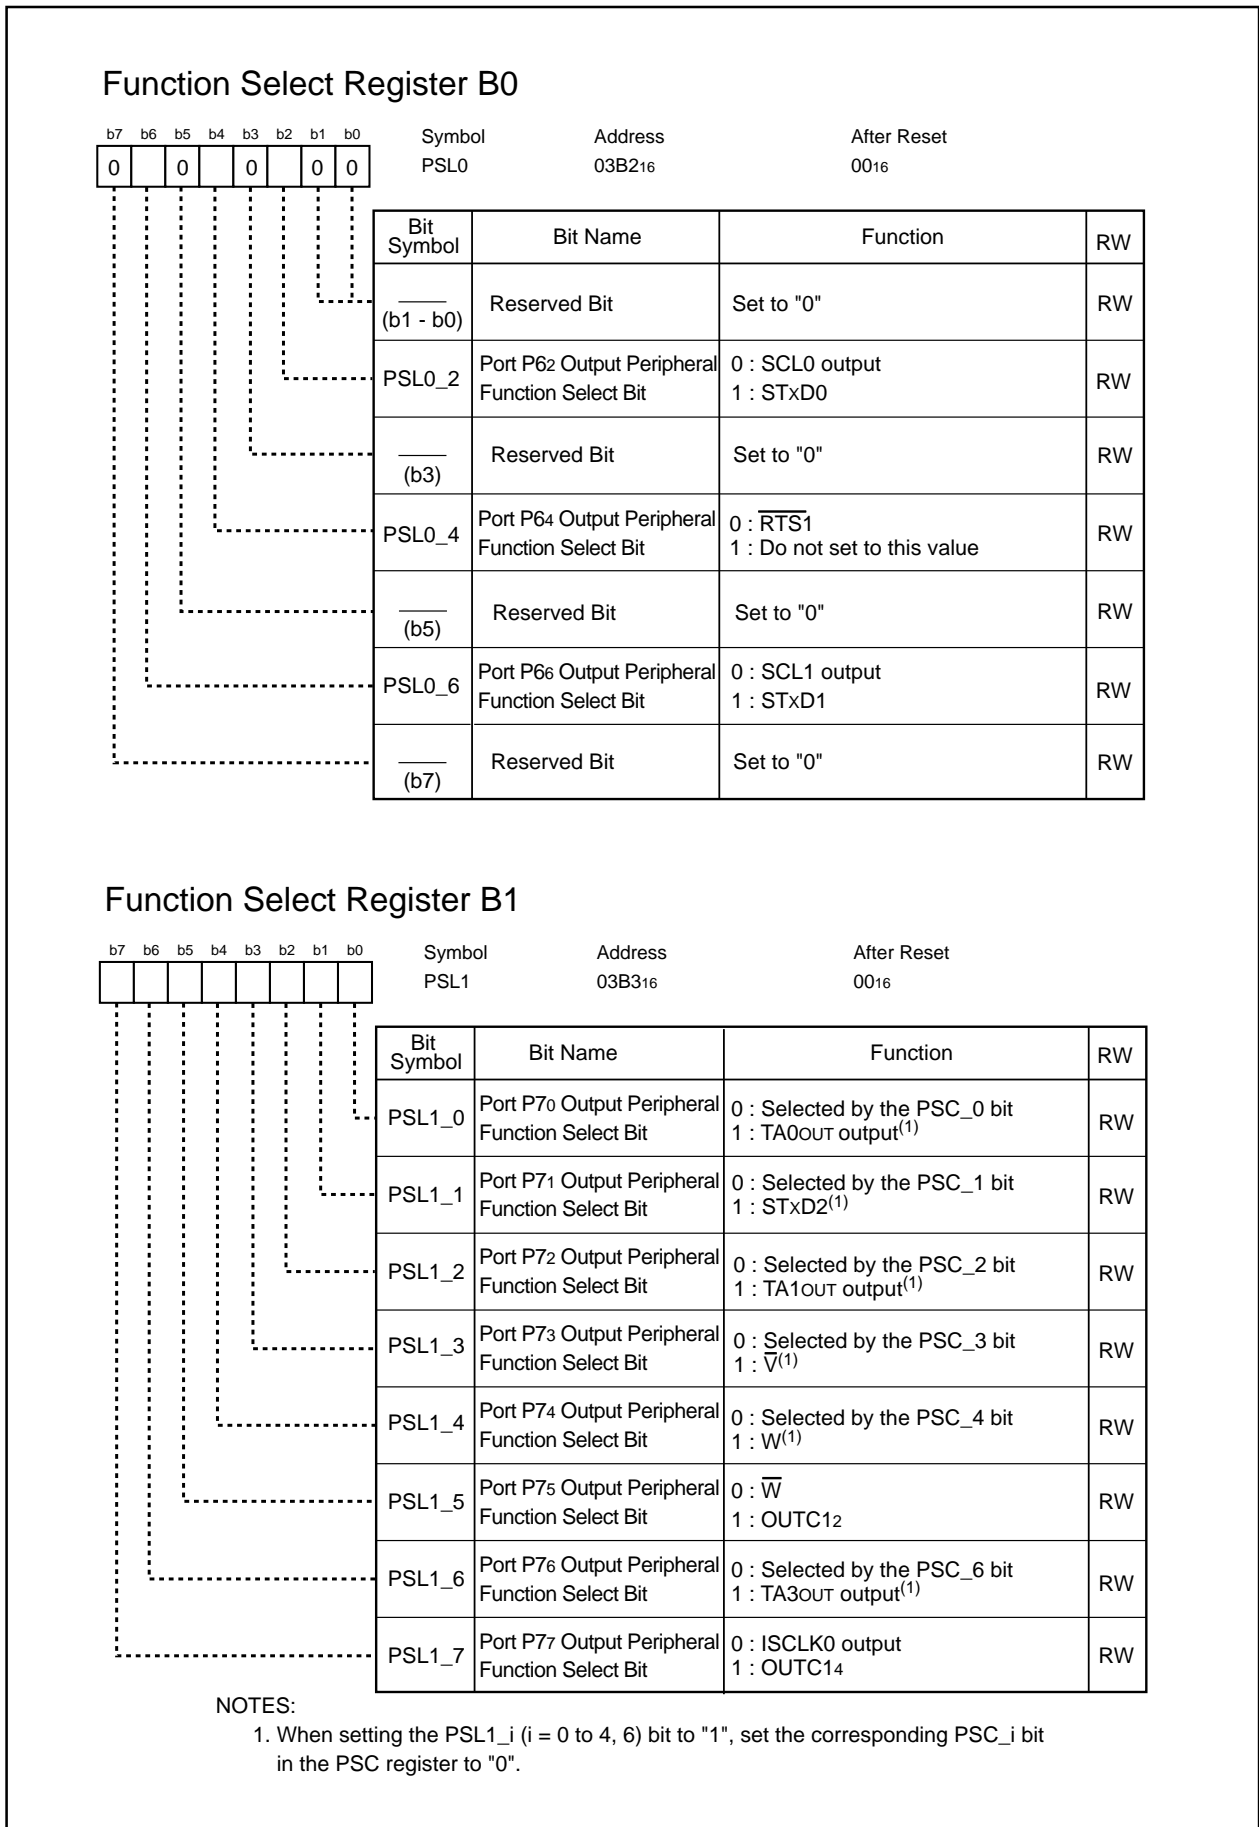 Function Select Register B0
b7 b6 b5 b4 b3 b2 b1 b0
Symbol Address After Reset
0 0 0 0 0
PSL0 03B216 0016
Bit Symbol Bit Name Function RW
(b1 - b0) Reserved Bit Set to "0" RW
PSL0_2 Port P62 Output Peripheral Function Select Bit 0 : SCL0 output RW
1 : STxD0
(b3) Reserved Bit Set to "0" RW
PSL0_4 Port P64 Output Peripheral Function Select Bit 0 : R̅T̅S̅1 RW
1 : Do not set to this value
(b5) Reserved Bit Set to "0" RW
PSL0_6 Port P66 Output Peripheral Function Select Bit 0 : SCL1 output RW
1 : STxD1
(b7) Reserved Bit Set to "0" RW
Function Select Register B1
b7 b6 b5 b4 b3 b2 b1 b0
Symbol Address After Reset
PSL1 03B316 0016
Bit Symbol Bit Name Function RW
PSL1_0 Port P70 Output Peripheral Function Select Bit 0 : Selected by the PSC_0 bit RW
1 : TA0OUT output(1)
PSL1_1 Port P71 Output Peripheral Function Select Bit 0 : Selected by the PSC_1 bit RW
1 : STxD2(1)
PSL1_2 Port P72 Output Peripheral Function Select Bit 0 : Selected by the PSC_2 bit RW
1 : TA1OUT output(1)
PSL1_3 Port P73 Output Peripheral Function Select Bit 0 : Selected by the PSC_3 bit RW
1 : V̅(1)
PSL1_4 Port P74 Output Peripheral Function Select Bit 0 : Selected by the PSC_4 bit RW
1 : W(1)
PSL1_5 Port P75 Output Peripheral Function Select Bit 0 : W̅ RW
1 : OUTC12
PSL1_6 Port P76 Output Peripheral Function Select Bit 0 : Selected by the PSC_6 bit RW
1 : TA3OUT output(1)
PSL1_7 Port P77 Output Peripheral Function Select Bit 0 : ISCLK0 output RW
1 : OUTC14
NOTES:
1. When setting the PSL1_i (i = 0 to 4, 6) bit to "1", set the corresponding PSC_i bit
in the PSC register to "0".